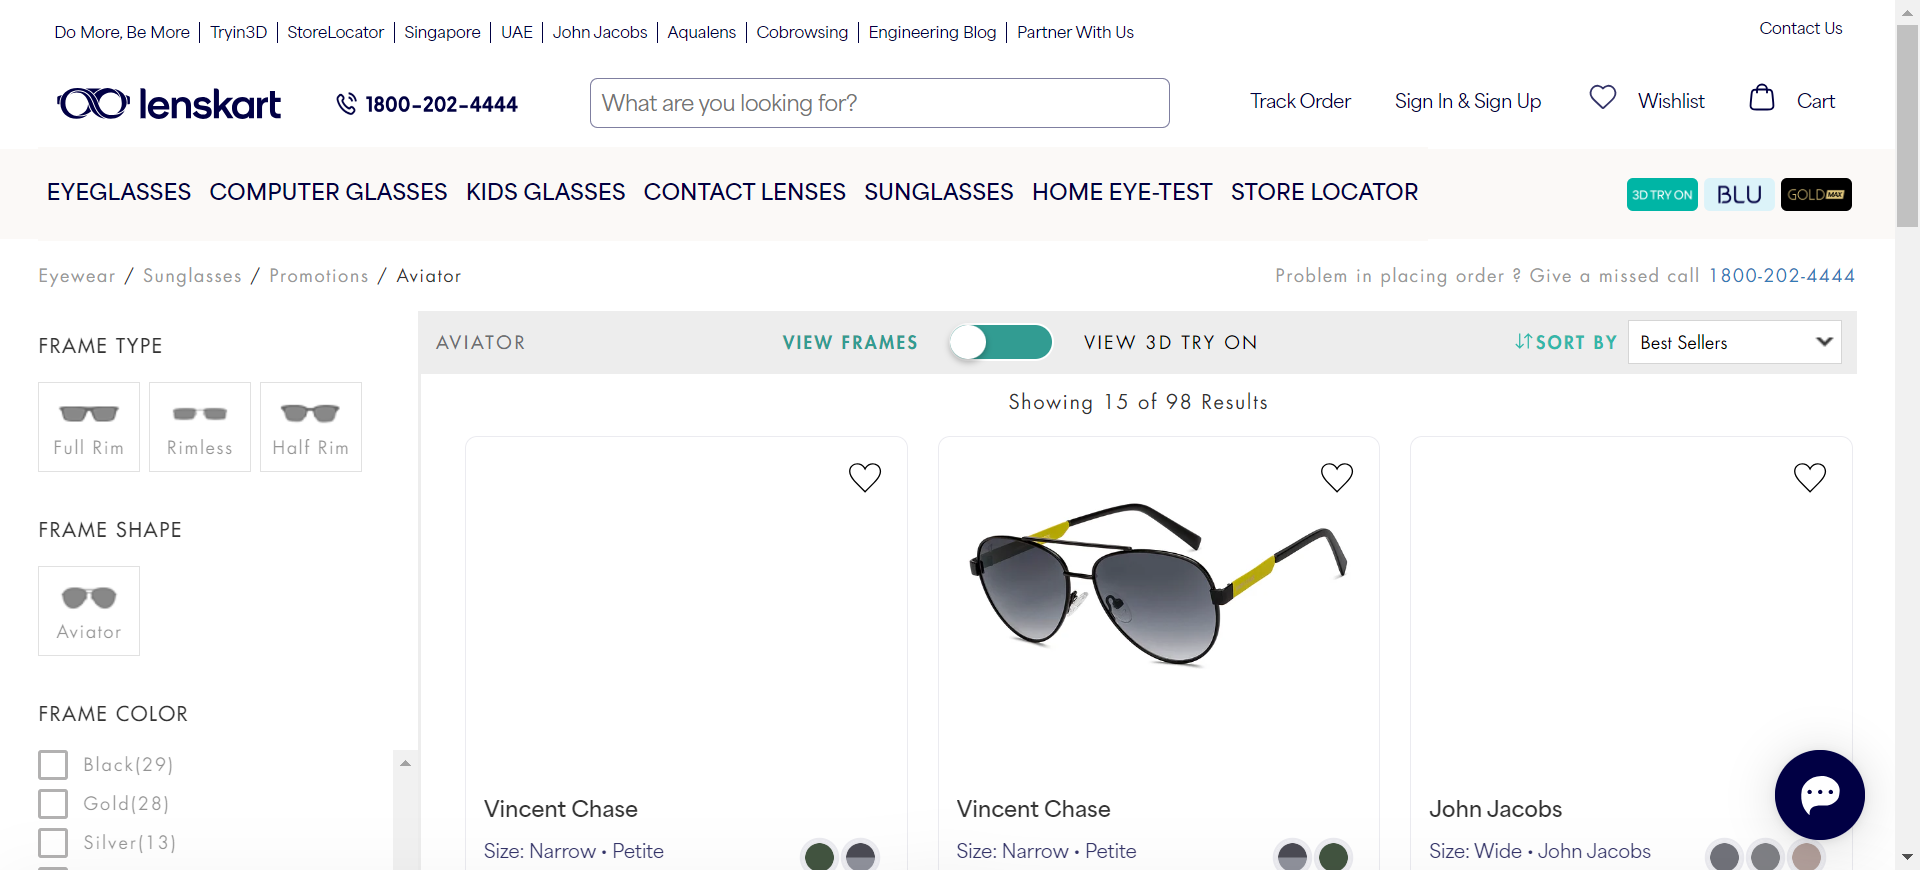 Do More, Be More | Tryin3D | StoreLocator | Singapore | UAE | John Jacobs | Aqualens | Cobrowsing | Engineering Blog | Partner With Us
Contact Us
lenskart
1800-202-4444
What are you looking for?
Track Order
Sign In & Sign Up
Wishlist
Cart
EYEGLASSES COMPUTER GLASSES KIDS GLASSES CONTACT LENSES SUNGLASSES HOME EYE-TEST STORE LOCATOR
3D TRY ON
BLU
GOLD MAX
Eyewear / Sunglasses / Promotions / Aviator
Problem in placing order ? Give a missed call 1800-202-4444
FRAME TYPE
Full Rim
Rimless
Half Rim
FRAME SHAPE
Aviator
FRAME COLOR
Black(29)
Gold(28)
Silver(13)
AVIATOR
VIEW FRAMES
VIEW 3D TRY ON
SORT BY
Best Sellers
Showing 15 of 98 Results
Vincent Chase
Size: Narrow • Petite
Vincent Chase
Size: Narrow • Petite
John Jacobs
Size: Wide • John Jacobs